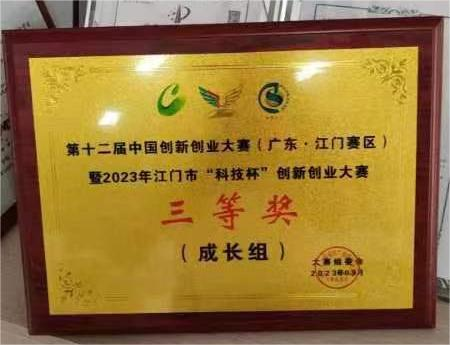 第十二届中国创新创业大赛（广东·江门赛区）
暨2023年江门市“科技杯”创新创业大赛
三等奖
（成长组）
大赛组委会
2023年09月